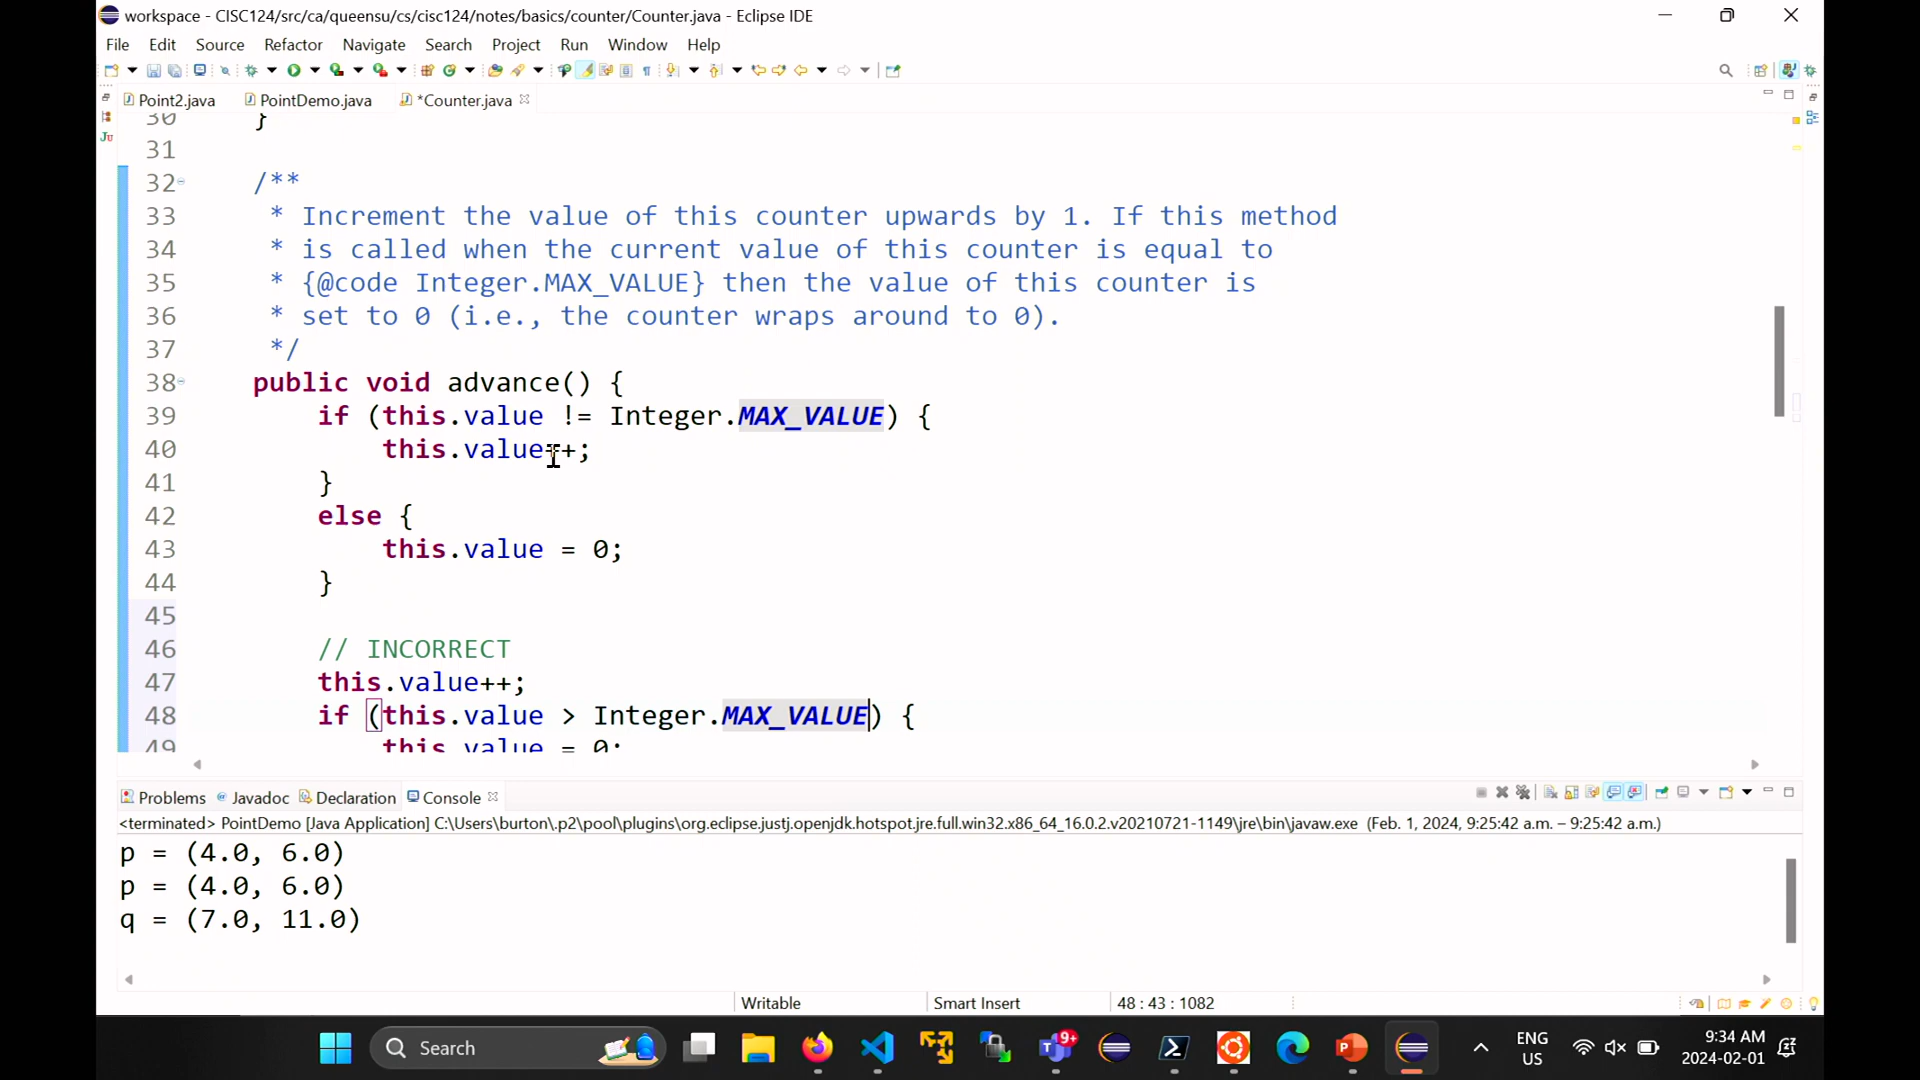 workspace - CISC124/src/ca/queensu/cs/cisc124/notes/basics/counter/Counter.java - Eclipse IDE
File Edit Source Refactor Navigate Search Project Run Window Help
Point2.java PointDemo.java *Counter.java
30 }
31
32 /**
33 * Increment the value of this counter upwards by 1. If this method
34 * is called when the current value of this counter is equal to
35 * {@code Integer.MAX_VALUE} then the value of this counter is
36 * set to 0 (i.e., the counter wraps around to 0).
37 */
38 public void advance() {
39 if (this.value != Integer.MAX_VALUE) {
40 this.value++;
41 }
42 else {
43 this.value = 0;
44 }
45
46 // INCORRECT
47 this.value++;
48 if (this.value > Integer.MAX_VALUE) {
49 this.value = 0;
Problems Javadoc Declaration Console
<terminated> PointDemo [Java Application] C:\Users\burton\.p2\pool\plugins\org.eclipse.justj.openjdk.hotspot.jre.full.win32.x86_64_16.0.2.v20210721-1149\jre\bin\javaw.exe (Feb. 1, 2024, 9:25:42 a.m. – 9:25:42 a.m.)
p = (4.0, 6.0)
p = (4.0, 6.0)
q = (7.0, 11.0)
Writable Smart Insert 48 : 43 : 1082
Search 9+ ENG US 9:34 AM
2024-02-01